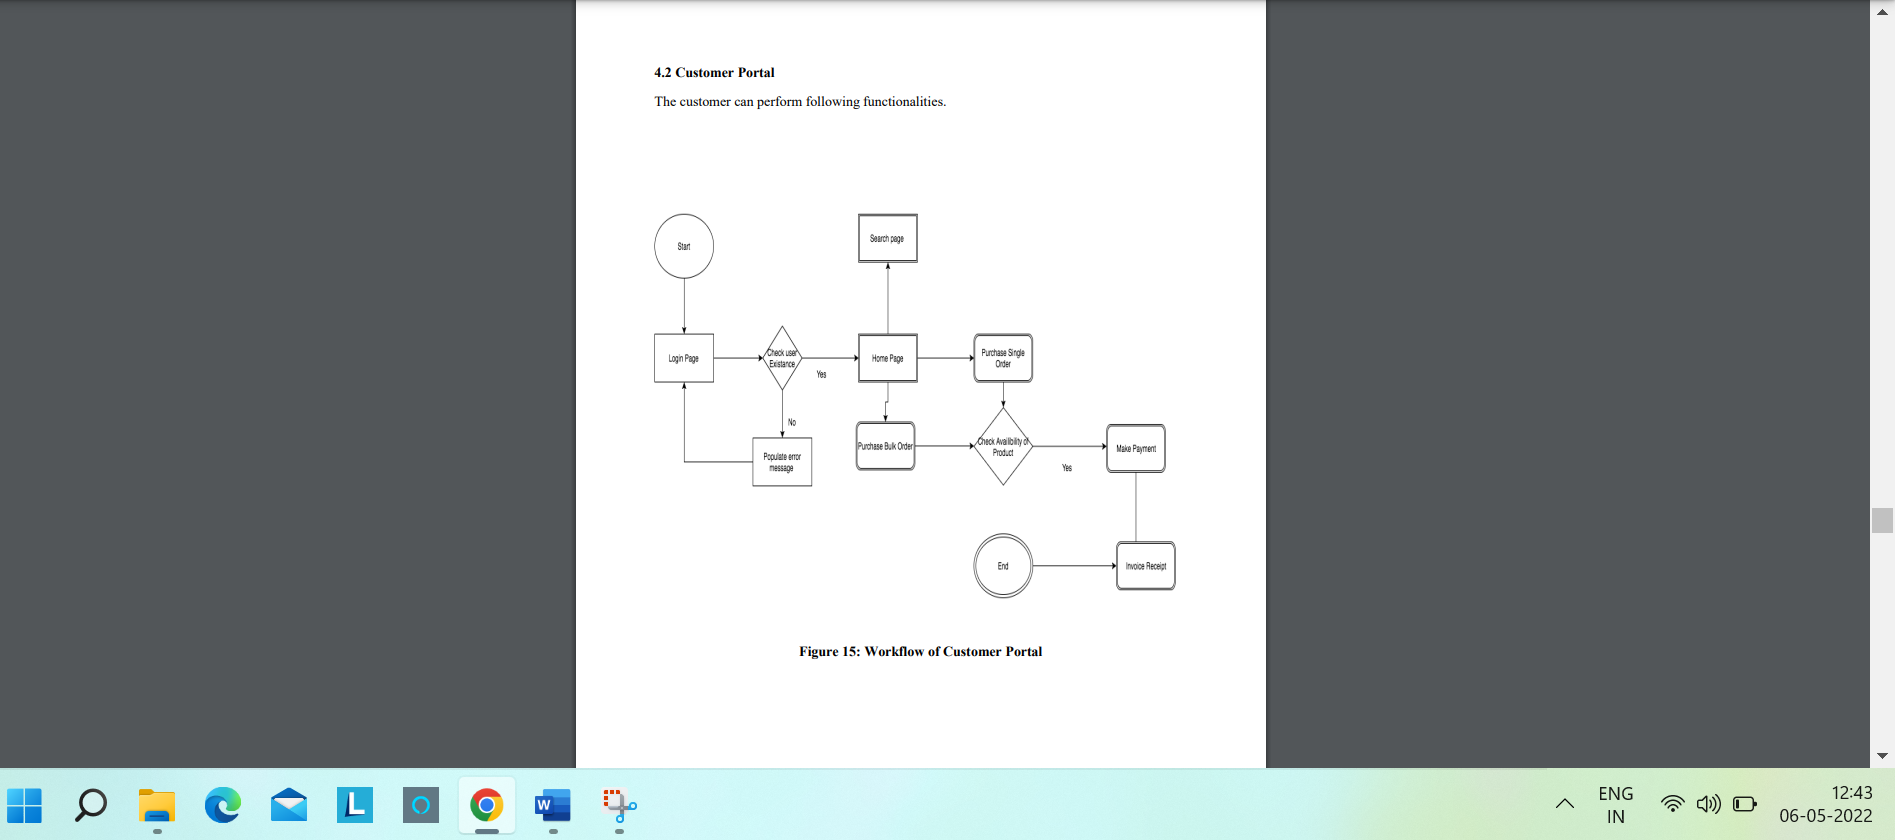 4.2 Customer Portal
The customer can perform following functionalities.
Start
Search page
Login Page
Check user
Existance
Yes
Home Page
Purchase Single
Order
No
Populate error
message
Purchase Bulk Order
Check Availibility of
Product
Yes
Make Payment
End
Invoice Receipt
Figure 15: Workflow of Customer Portal
L
W
ENG
IN
12:43
06-05-2022